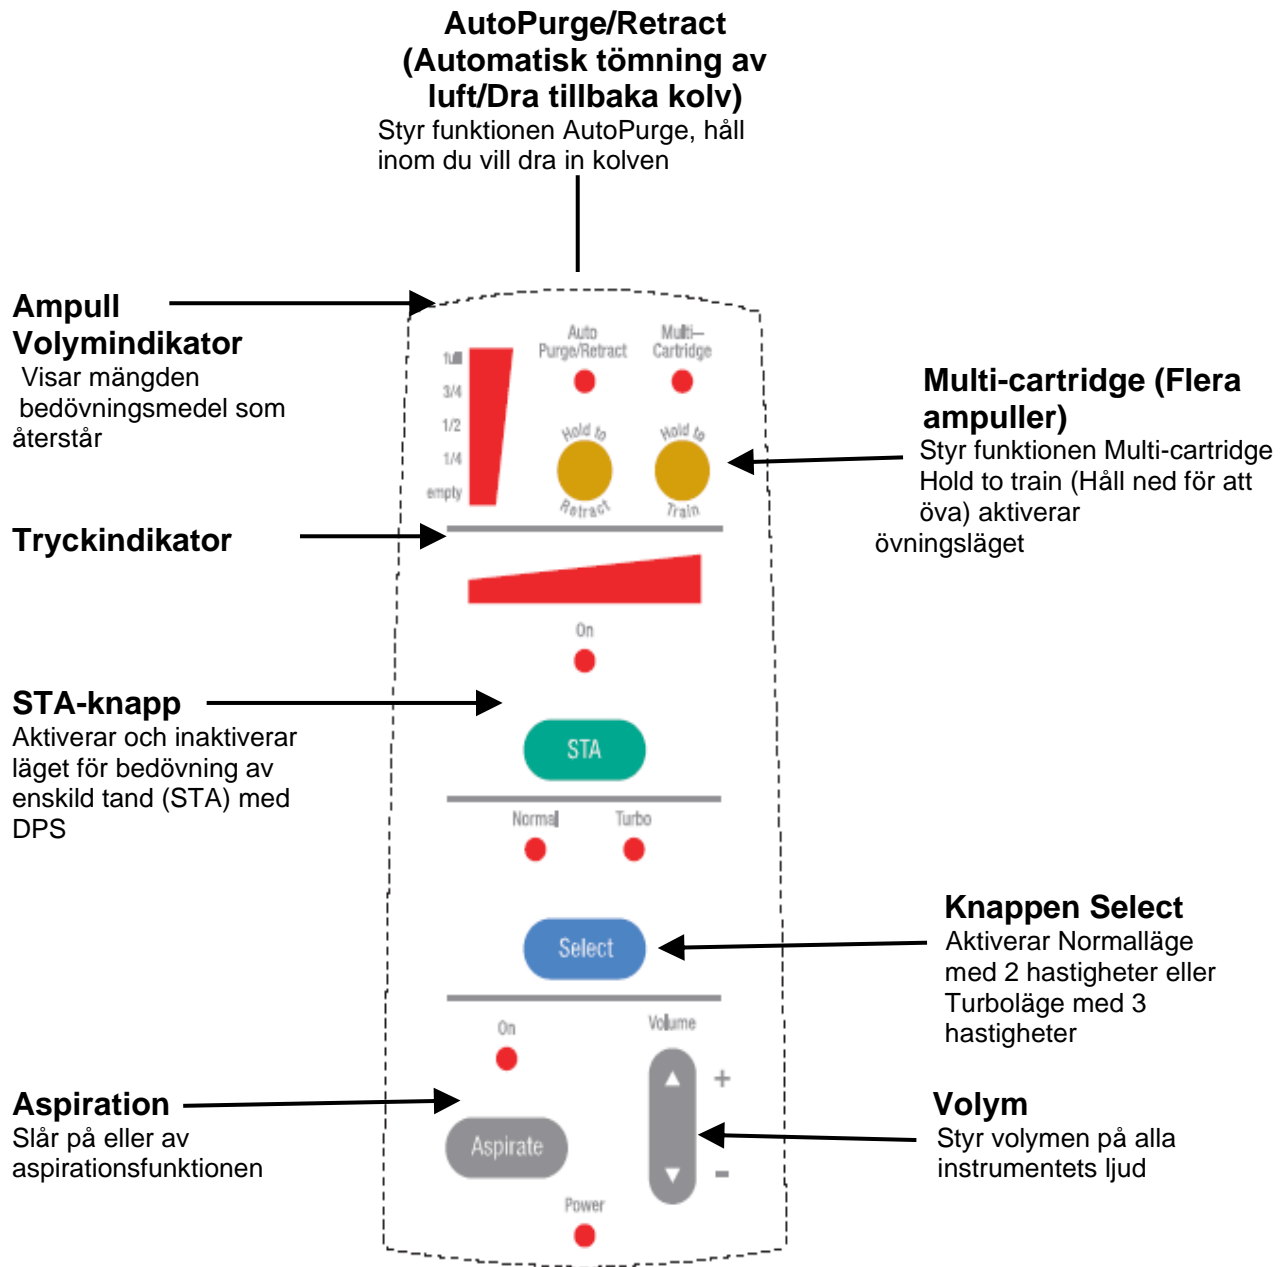 AutoPurge/Retract
(Automatisk tömning av
luft/Dra tillbaka kolv)
Styr funktionen AutoPurge, håll
inom du vill dra in kolven
Ampull
Volymindikator
Visar mängden
bedövningsmedel som
återstår
Tryckindikator
STA-knapp
Aktiverar och inaktiverar
läget för bedövning av
enskild tand (STA) med
DPS
Aspiration
Slår på eller av
aspirationsfunktionen
full
3/4
1/2
1/4
empty
Auto
Purge/Retract
Hold to
Retract
Multi–
Cartridge
Hold to
Train
On
STA
Normal
Turbo
Select
On
Aspirate
Volume
+
-
Power
Multi-cartridge (Flera
ampuller)
Styr funktionen Multi-cartridge
Hold to train (Håll ned för att
öva) aktiverar
övningsläget
Knappen Select
Aktiverar Normalläge
med 2 hastigheter eller
Turboläge med 3
hastigheter
Volym
Styr volymen på alla
instrumentets ljud